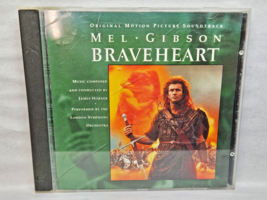 Original Motion Picture Soundtrack
Mel · Gibson
Braveheart
Music composed
and conducted by
James Horner
Performed by the
London Symphony
Orchestra